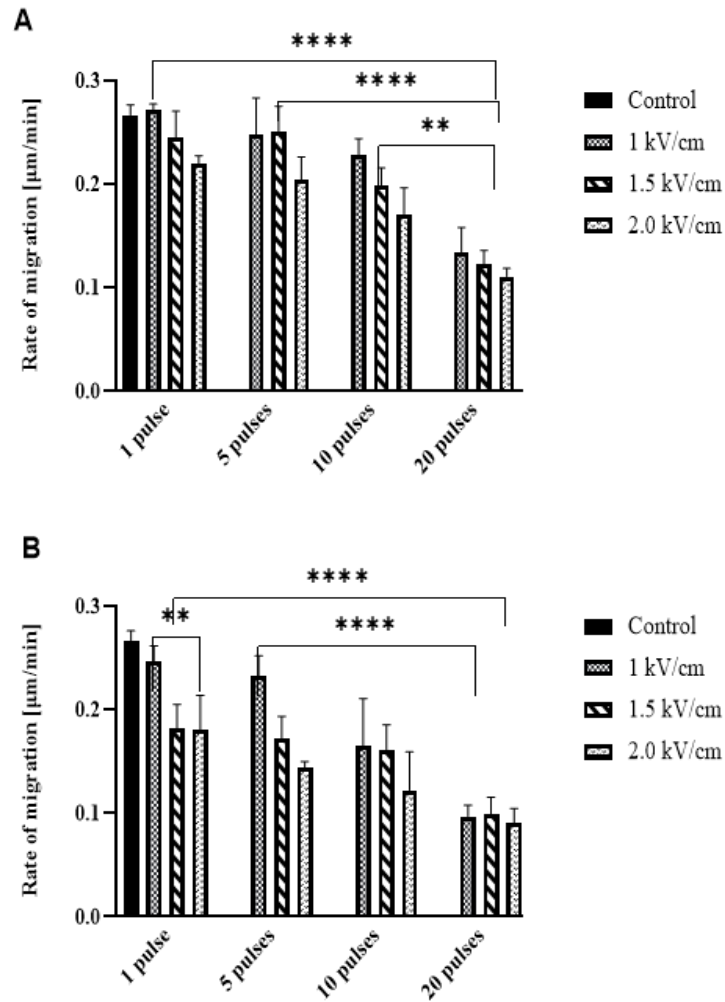 A
****
****
**
0.3
0.2
0.1
0.0
Rate of migration [µm/min]
1 pulse
5 pulses
10 pulses
20 pulses
Control
1 kV/cm
1.5 kV/cm
2.0 kV/cm
B
****
**
****
0.3
0.2
0.1
0.0
Rate of migration [µm/min]
1 pulse
5 pulses
10 pulses
20 pulses
Control
1 kV/cm
1.5 kV/cm
2.0 kV/cm